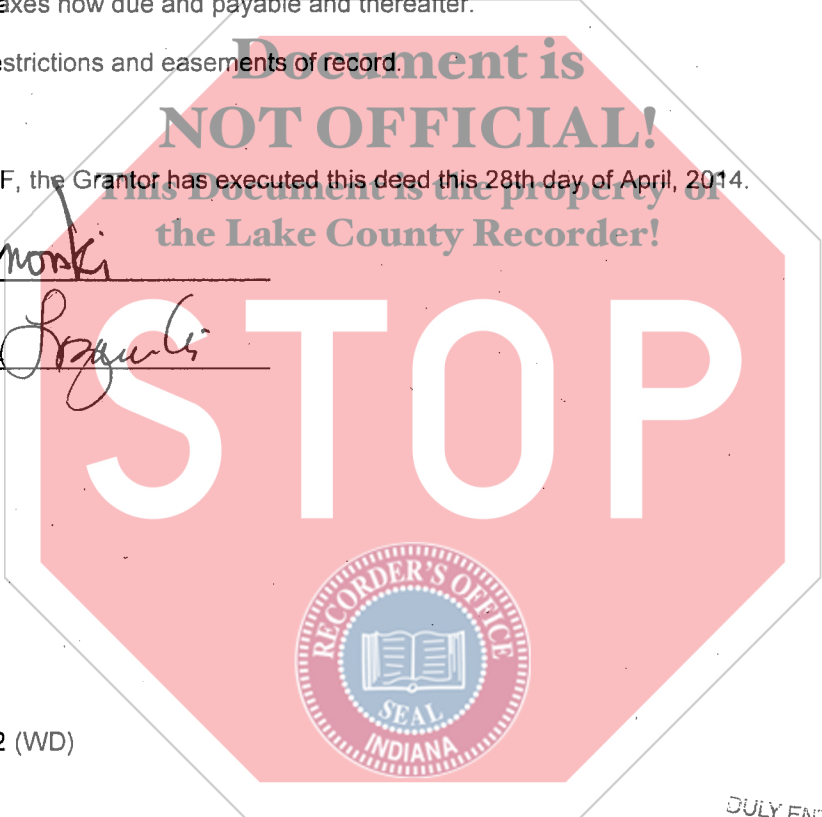 axes now due and payable and thereafter.
estrictions and easements of record.
Document is
NOT OFFICIAL!
F, the Grantor has executed this deed this 28th day of April, 2014.
This Document is the property of
the Lake County Recorder!
STOP
RECORDER'S OFFICE
SEAL
INDIANA
2 (WD)
DULY EN